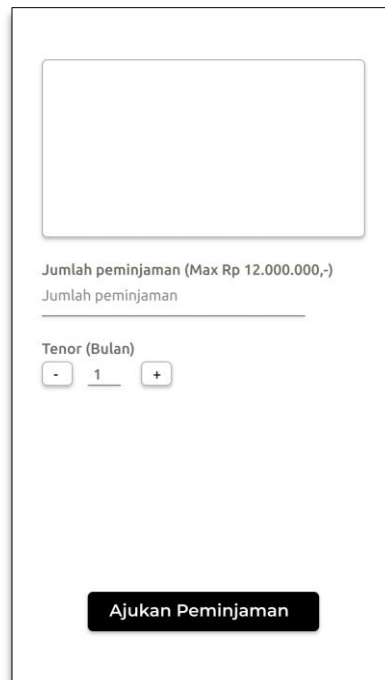 Jumlah peminjaman (Max Rp 12.000.000,-)
Jumlah peminjaman
Tenor (Bulan)
- 1 +
Ajukan Peminjaman